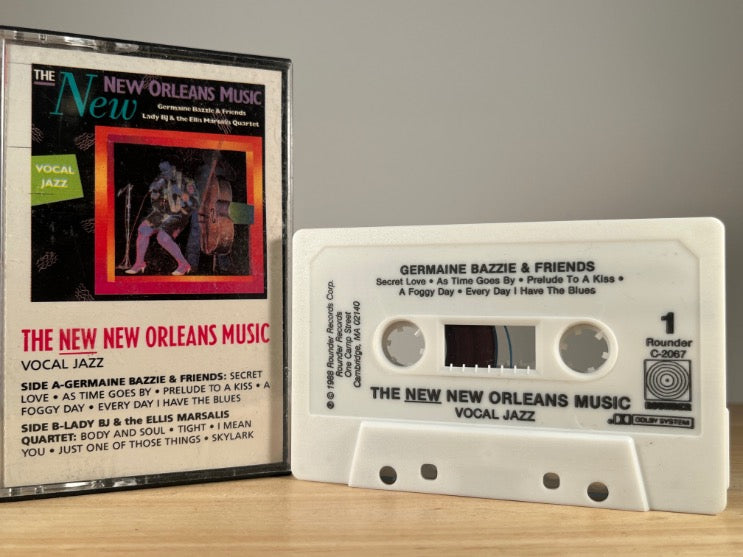 THE New NEW ORLEANS MUSIC
Germaine Bazzle & Friends
Lady BJ & the Ellis Marsalis Quartet
VOCAL
JAZZ
THE NEW NEW ORLEANS MUSIC
VOCAL JAZZ
SIDE A-GERMAINE BAZZIE & FRIENDS: SECRET
LOVE • AS TIME GOES BY • PRELUDE TO A KISS • A
FOGGY DAY • EVERY DAY I HAVE THE BLUES
SIDE B-LADY BJ & the ELLIS MARSALIS
QUARTET: BODY AND SOUL • TIGHT • I MEAN
YOU • JUST ONE OF THOSE THINGS • SKYLARK
GERMAINE BAZZIE & FRIENDS
Secret Love • As Time Goes By • Prelude To A Kiss •
A Foggy Day • Every Day I Have The Blues
℗ © 1988 Rounder Records Corp.
Rounder Records
One Camp Street
Cambridge, MA 02140
1
Rounder
C-2067
ROUNDER
THE NEW NEW ORLEANS MUSIC
VOCAL JAZZ
DOLBY SYSTEM